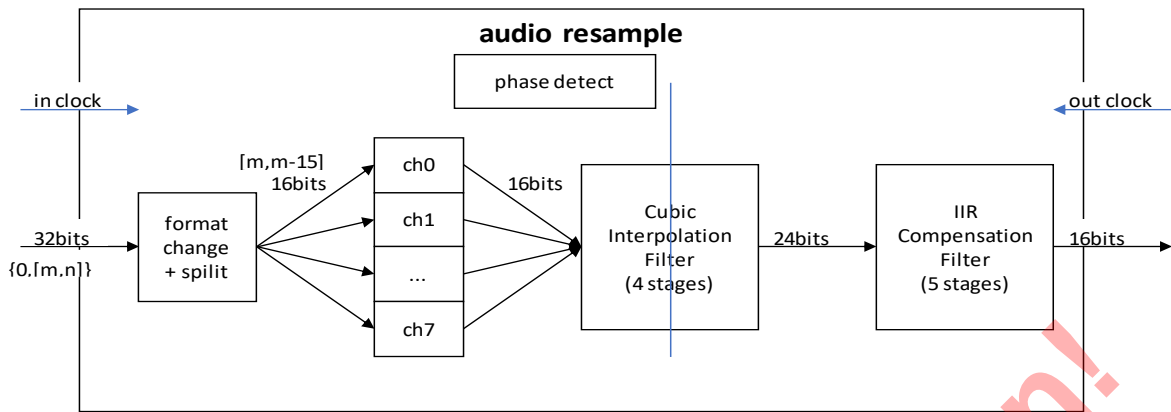 audio resample
phase detect
in clock
out clock
[m,m-15]
16bits
ch0
ch1
...
ch7
16bits
32bits
{0,[m,n]}
format
change
+ spilit
Cubic
Interpolation
Filter
(4 stages)
24bits
IIR
Compensation
Filter
(5 stages)
16bits
n!